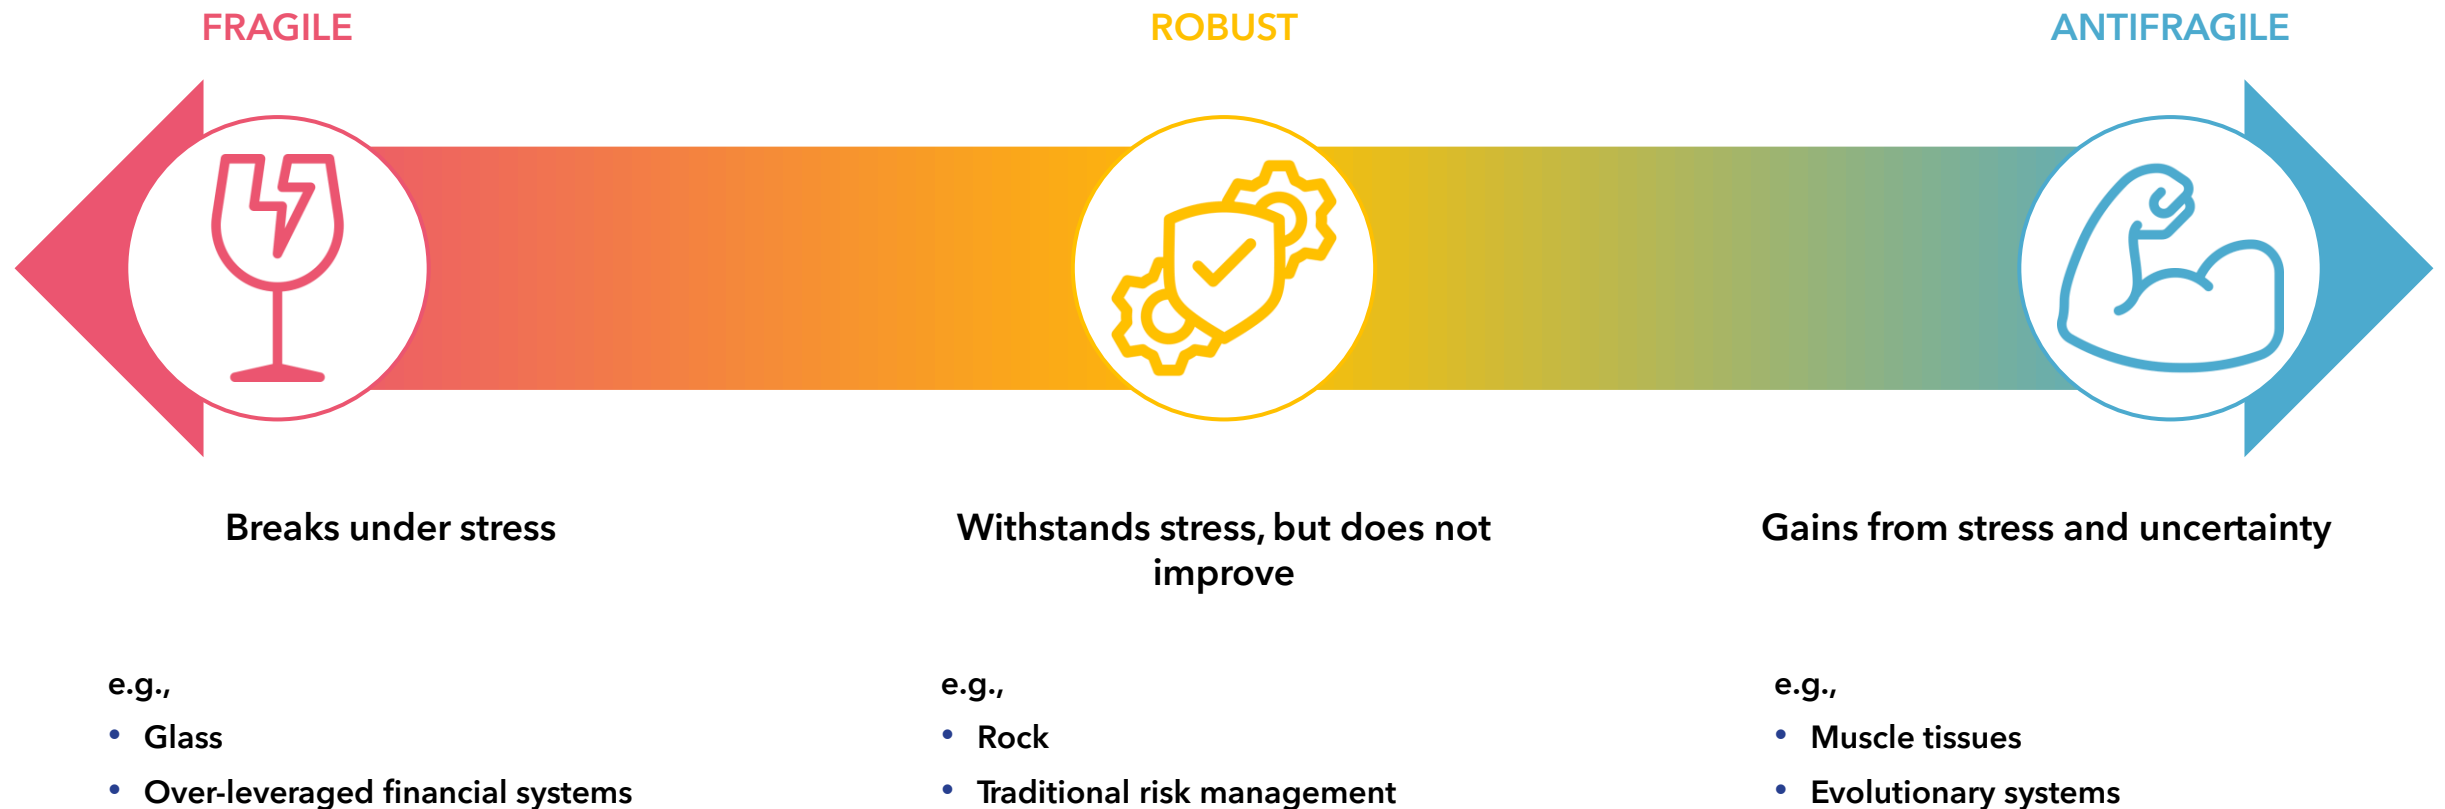 FRAGILE
ROBUST
ANTIFRAGILE
Breaks under stress
Withstands stress, but does not
improve
Gains from stress and uncertainty
e.g.,
• Glass
• Over-leveraged financial systems
e.g.,
• Rock
• Traditional risk management
e.g.,
• Muscle tissues
• Evolutionary systems